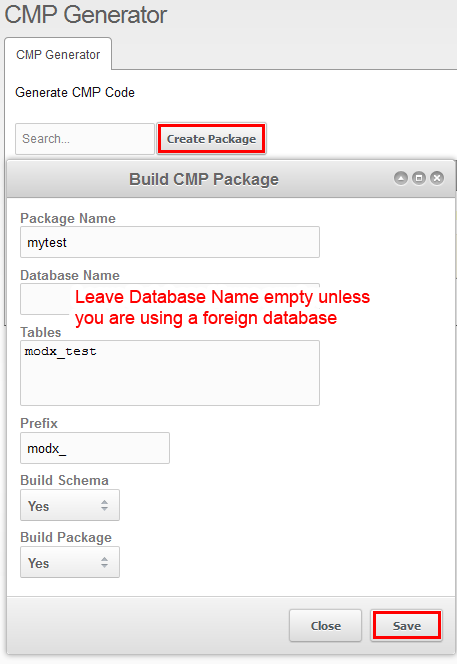 CMP Generator
CMP Generator
Generate CMP Code
Search...
Create Package
Build CMP Package
Package Name
mytest
Database Name
Leave Database Name empty unless
you are using a foreign database
Tables
modx_test
Prefix
modx_
Build Schema
Yes
Build Package
Yes
Close
Save